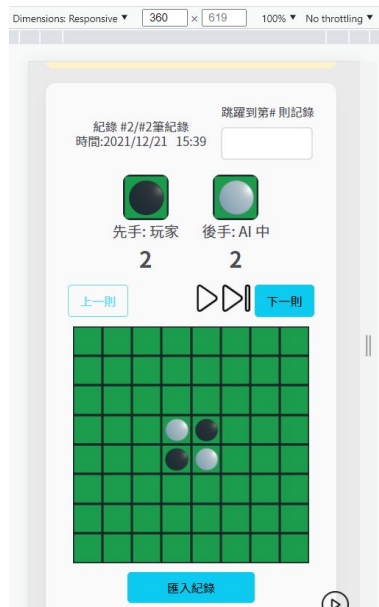 Dimensions: Responsive ▼ 360 × 619 100% ▼ No throttling ▼
跳躍到第# 則記錄
紀錄 #2/#2筆紀錄
時間:2021/12/21 15:39
先手: 玩家 後手: AI 中
2 2
上一則 下一則
匯入紀錄